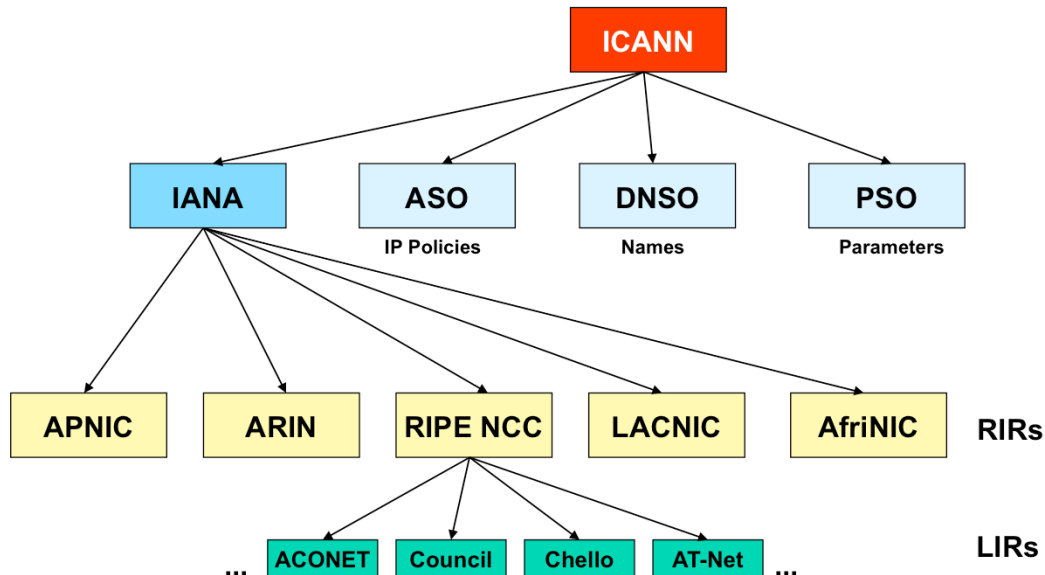 ICANN
IANA
ASO
DNSO
PSO
IP Policies
Names
Parameters
APNIC
ARIN
RIPE NCC
LACNIC
AfriNIC
RIRs
...
ACONET
Council
Chello
AT-Net
...
LIRs